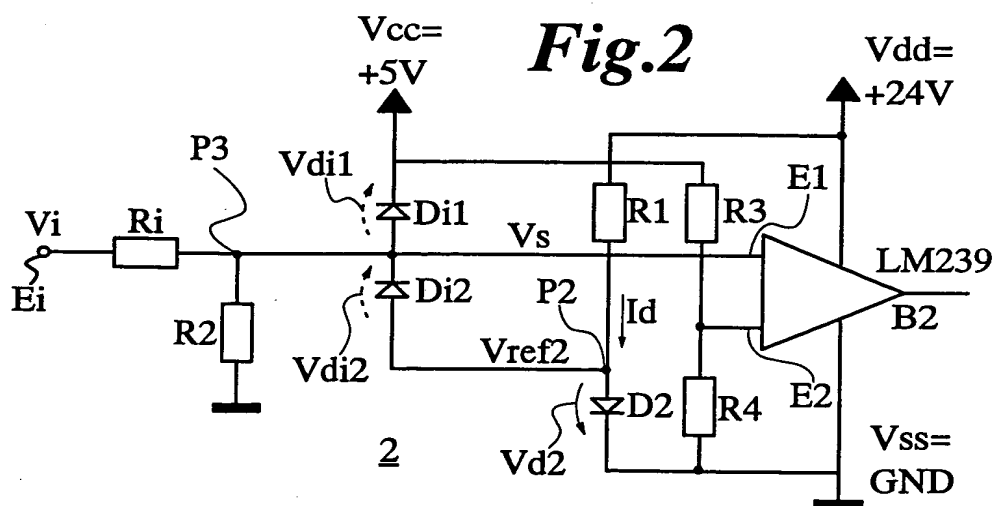 Vcc=
+5V
Fig.2
Vdd=
+24V
P3
Vdi1
Di1
R1
R3
E1
Vi
Ri
Vs
LM239
Ei
Di2
P2
Id
B2
R2
Vdi2
Vref2
E2
D2
R4
2
Vd2
Vss=
GND